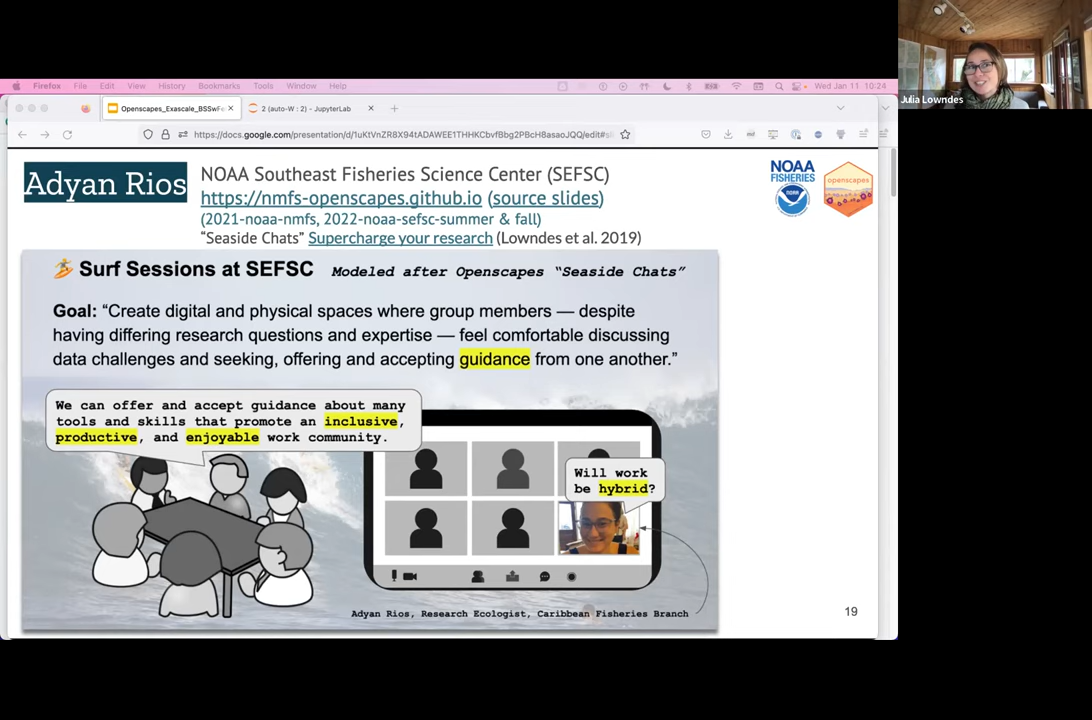 Firefox File Edit View History Bookmarks Tools Window Help Wed Jan 11 10:24
Julia Lowndes
Openscapes_Exascale_BSSwF
2 (auto-W : 2) - JupyterLab
https://docs.google.com/presentation/d/1uKtVnZR8X94tADAWEE1THHKCbvfBbg2PBcH8asaoJQQ/edit#sl
Adyan Rios
NOAA Southeast Fisheries Science Center (SEFSC)
https://nmfs-openscapes.github.io (source slides)
(2021-noaa-nmfs, 2022-noaa-sefsc-summer & fall)
“Seaside Chats” Supercharge your research (Lowndes et al. 2019)
NOAA
FISHERIES
NOAA
openscapes
Surf Sessions at SEFSC Modeled after Openscapes “Seaside Chats”
Goal: “Create digital and physical spaces where group members — despite
having differing research questions and expertise — feel comfortable discussing
data challenges and seeking, offering and accepting guidance from one another.”
We can offer and accept guidance about many
tools and skills that promote an inclusive,
productive, and enjoyable work community.
Will work
be hybrid?
Adyan Rios, Research Ecologist, Caribbean Fisheries Branch
19